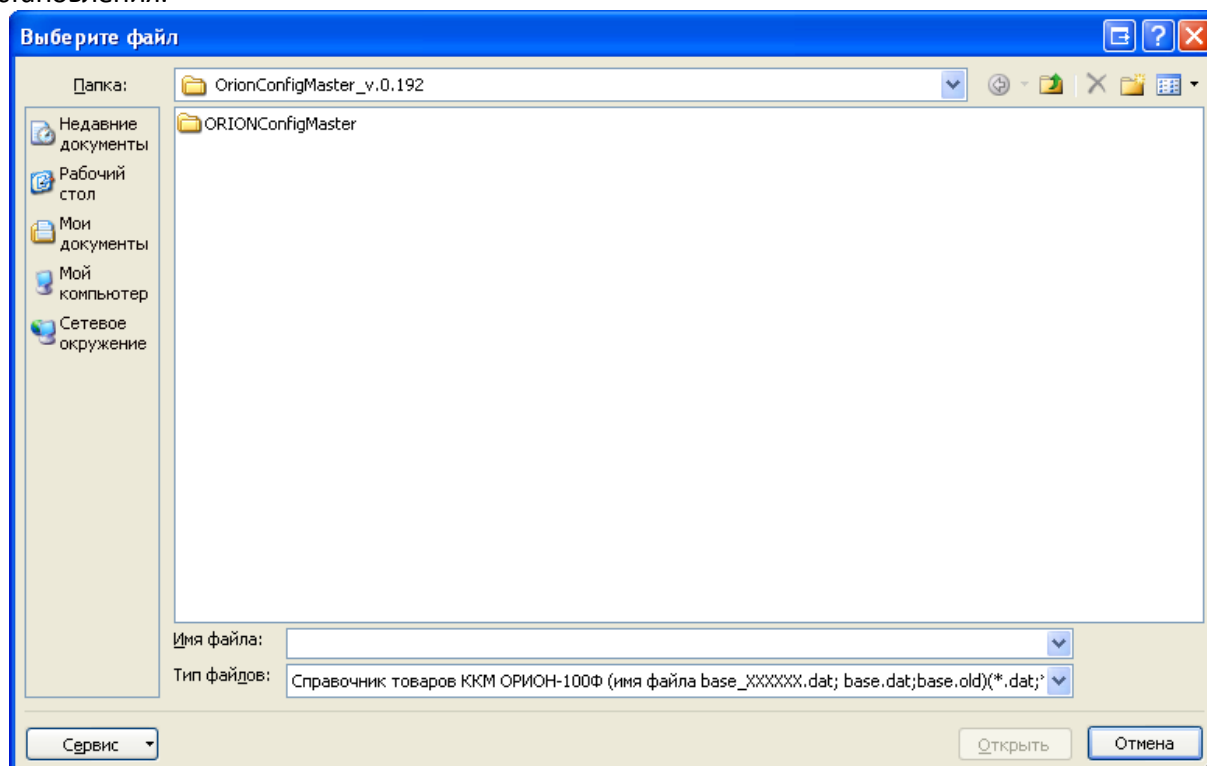 Выберите файл
Папка:
OrionConfigMaster_v.0.192
Недавние
документы
Рабочий
стол
Мои
документы
Мой
компьютер
Сетевое
окружение
ORIONConfigMaster
Имя файла:
Тип файлов:
Справочник товаров ККМ ОРИОН-100Ф (имя файла base_XXXXXX.dat; base.dat;base.old)(*.dat;*
Сервис
Открыть
Отмена